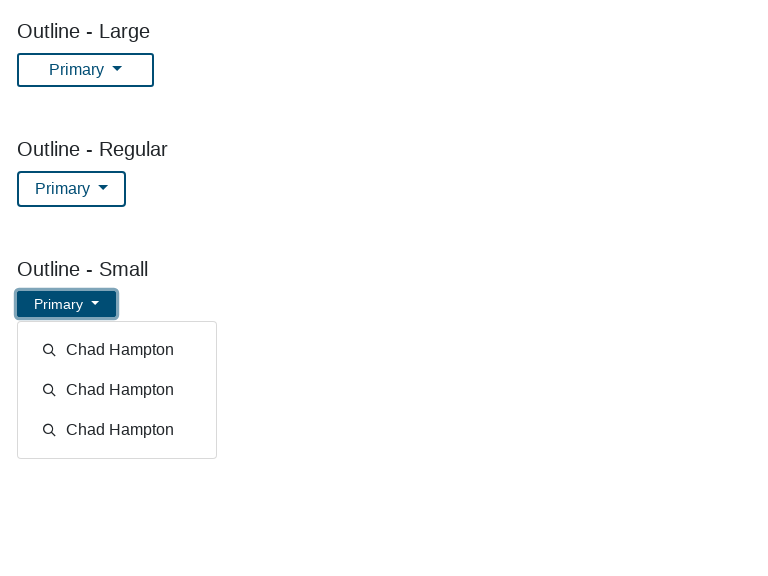 Outline - Large
Primary
Outline - Regular
Primary
Outline - Small
Primary
Chad Hampton
Chad Hampton
Chad Hampton